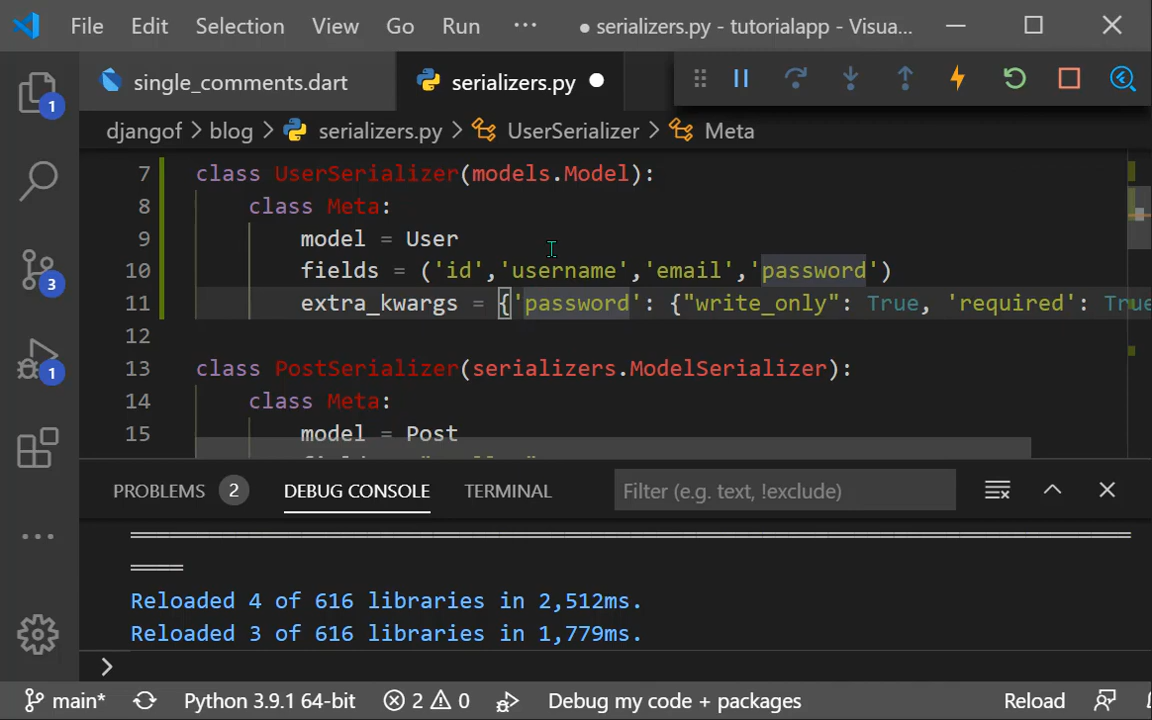 File Edit Selection View Go Run ··· ● serializers.py - tutorialapp - Visua...
single_comments.dart serializers.py ●
djangof > blog > serializers.py > UserSerializer > Meta
7 class UserSerializer(models.Model):
8 class Meta:
9 model = User
10 fields = ('id','username','email','password')
11 extra_kwargs = {'password': {"write_only": True, 'required': True
12
13 class PostSerializer(serializers.ModelSerializer):
14 class Meta:
15 model = Post
1
3
1
PROBLEMS 2 DEBUG CONSOLE TERMINAL Filter (e.g. text, !exclude)
════════════════════════════════════════════════════════════════════════════
════
Reloaded 4 of 616 libraries in 2,512ms.
Reloaded 3 of 616 libraries in 1,779ms.
>
main* Python 3.9.1 64-bit 2 0 Debug my code + packages Reload